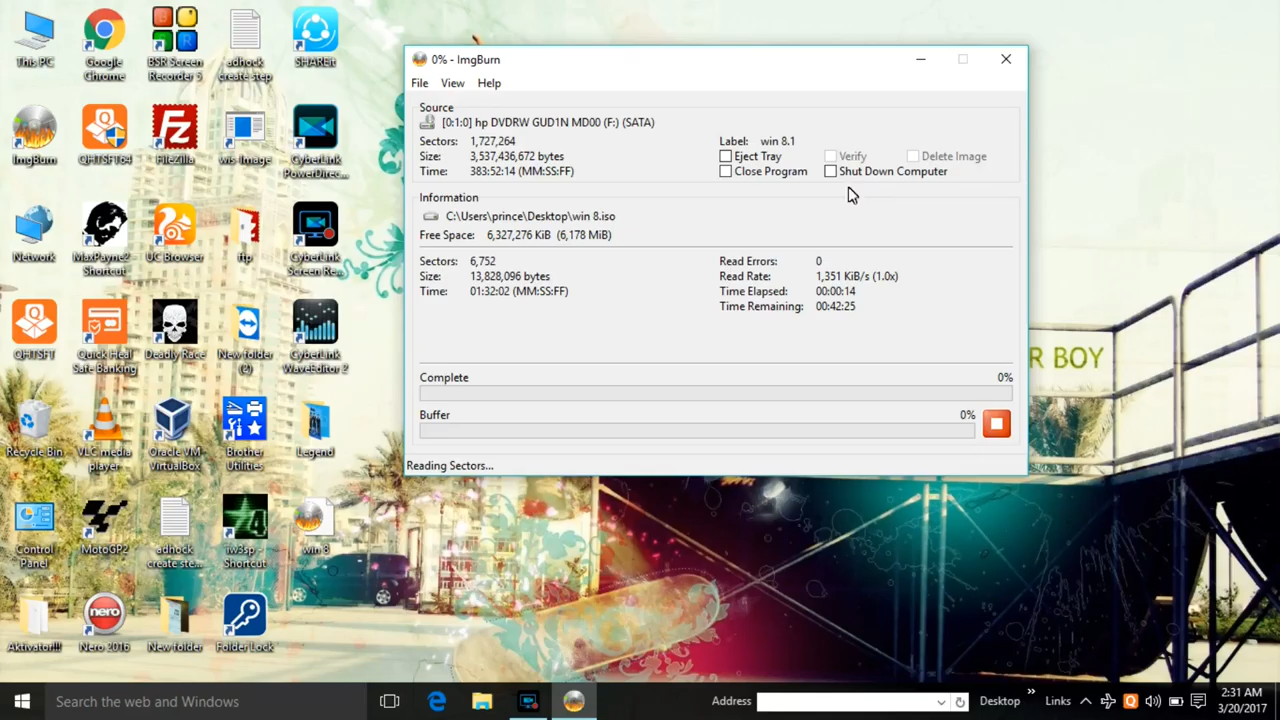 This PC
Google
Chrome
BSR Screen
Recorder 5
adhock
create step
SHAREit
ImgBurn
QHTSFT64
FileZilla
wis image
CyberLink
PowerDirec...
Network
MaxPayne2 -
Shortcut
UC Browser
ftp
CyberLink
Screen Re...
QHTSFT
Quick Heal
Safe Banking
Deadly Race
New folder
(2)
CyberLink
WaveEditor 2
Recycle Bin
VLC media
player
Oracle VM
VirtualBox
Brother
Utilities
Legend
Control
Panel
MotoGP2
adhock
create ste...
iw3sp -
Shortcut
win 8
Aktivator!!!
Nero 2016
New folder
Folder Lock
0% - ImgBurn
File View Help
Source
[0:1:0] hp DVDRW GUD1N MD00 (F:) (SATA)
Sectors: 1,727,264 Label: win 8.1
Size: 3,537,436,672 bytes Eject Tray Verify Delete Image
Time: 383:52:14 (MM:SS:FF) Close Program Shut Down Computer
Information
C:\Users\prince\Desktop\win 8.iso
Free Space: 6,327,276 KiB (6,178 MiB)
Sectors: 6,752 Read Errors: 0
Size: 13,828,096 bytes Read Rate: 1,351 KiB/s (1.0x)
Time: 01:32:02 (MM:SS:FF) Time Elapsed: 00:00:14
Time Remaining: 00:42:25
Complete 0%
Buffer 0%
Reading Sectors...
R BOY
Search the web and Windows
Address
Desktop
Links
2:31 AM
3/20/2017